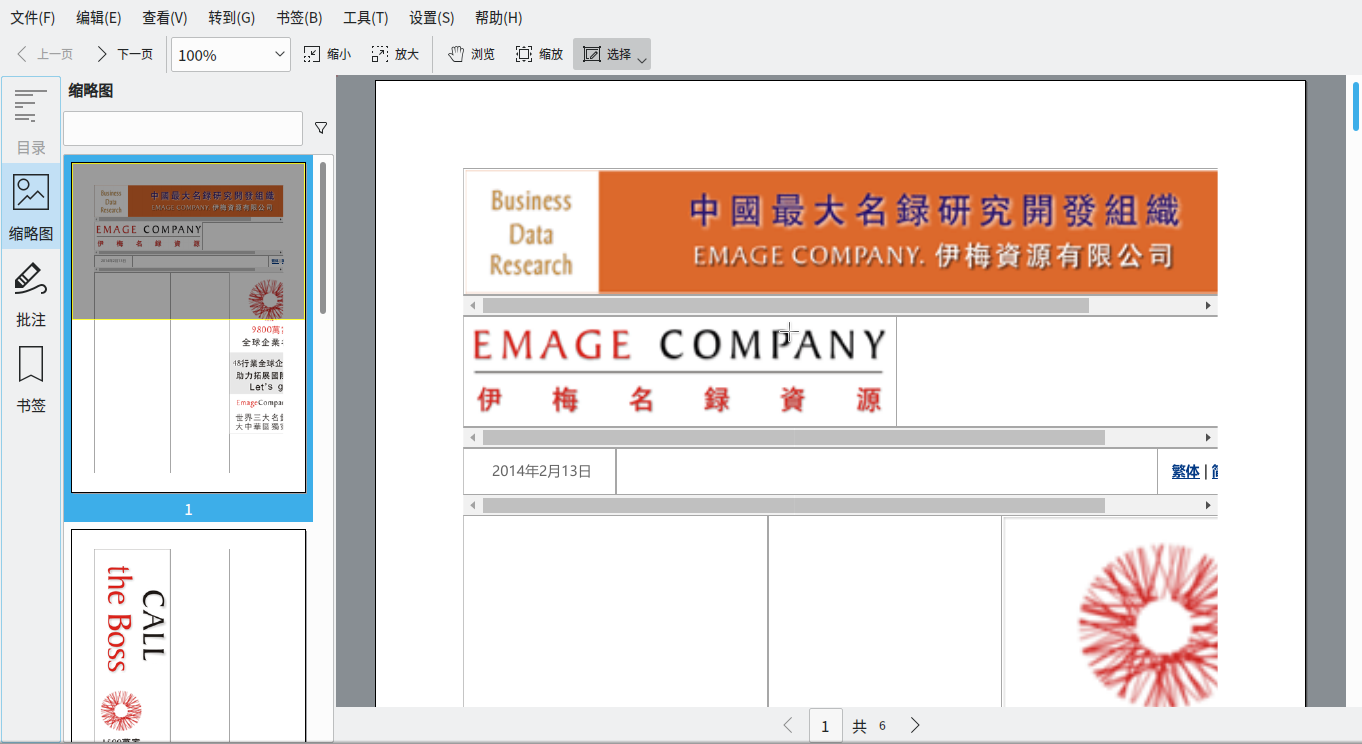 文件(F) 编辑(E) 查看(V) 转到(G) 书签(B) 工具(T) 设置(S) 帮助(H)
上一页 下一页 100% 缩小 放大 浏览 缩放 选择
目录
缩略图
批注
书签
缩略图
Business
Data
Research
中國最大名録研究開發組織
EMAGE COMPANY. 伊梅資源有限公司
EMAGE COMPANY
伊梅名録資源
9800萬
全球企業
48行業全球企
助力拓展國
Let's g
EmageCompa
世界三大名
大中華區獨
1
CALL
the Boss
Business
Data
Research
中國最大名録研究開發組織
EMAGE COMPANY. 伊梅資源有限公司
EMAGE COMPANY
伊 梅 名 録 資 源
2014年2月13日
繁体 | 简
1 共 6